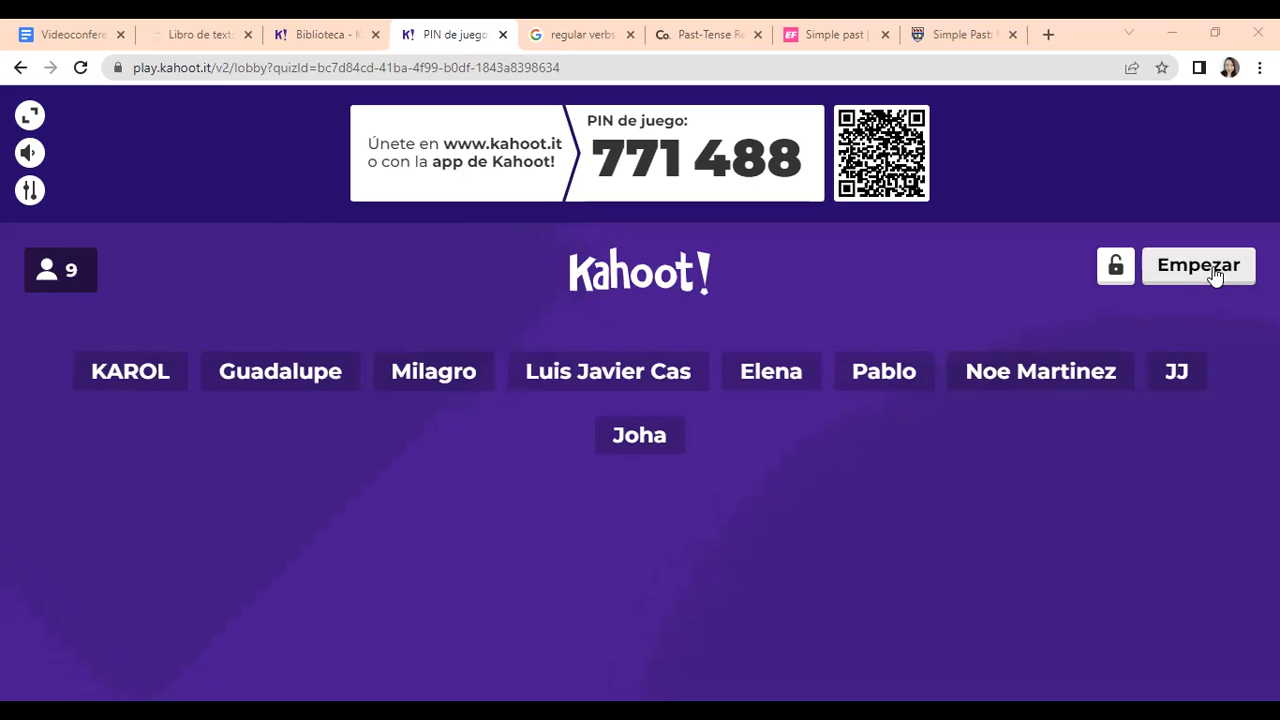 Videoconfere
Libro de texto
Biblioteca - K
PIN de juego
regular verbs
Past-Tense Re
Simple past
Simple Past:
play.kahoot.it/v2/lobby?quizId=bc7d84cd-41ba-4f99-b0df-1843a8398634
Únete en www.kahoot.it
o con la app de Kahoot!
PIN de juego:
771 488
9
Kahoot!
Empezar
KAROL Guadalupe Milagro Luis Javier Cas Elena Pablo Noe Martinez JJ
Joha